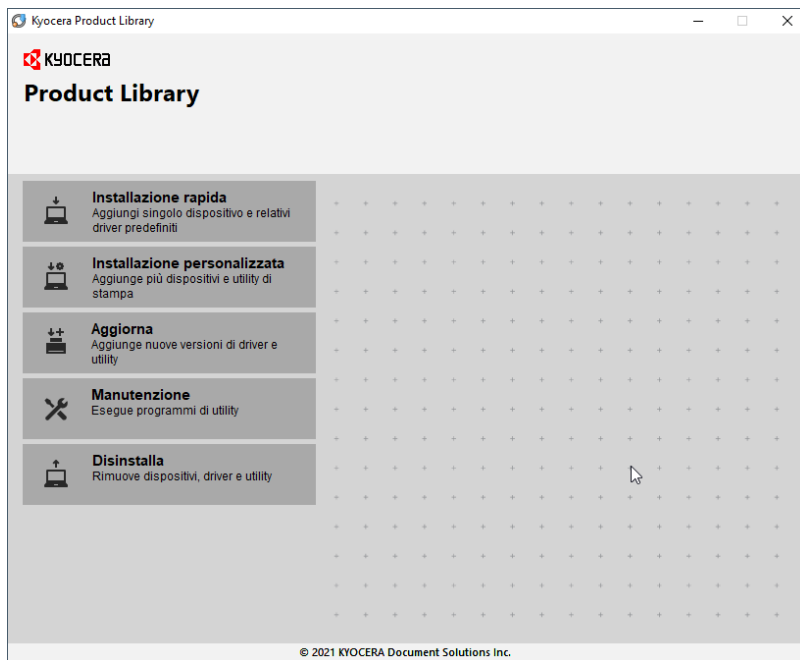 Kyocera Product Library
KYOCERA
Product Library
Installazione rapida
Aggiungi singolo dispositivo e relativi
driver predefiniti
Installazione personalizzata
Aggiunge più dispositivi e utility di
stampa
Aggiorna
Aggiunge nuove versioni di driver e
utility
Manutenzione
Esegue programmi di utility
Disinstalla
Rimuove dispositivi, driver e utility
© 2021 KYOCERA Document Solutions Inc.